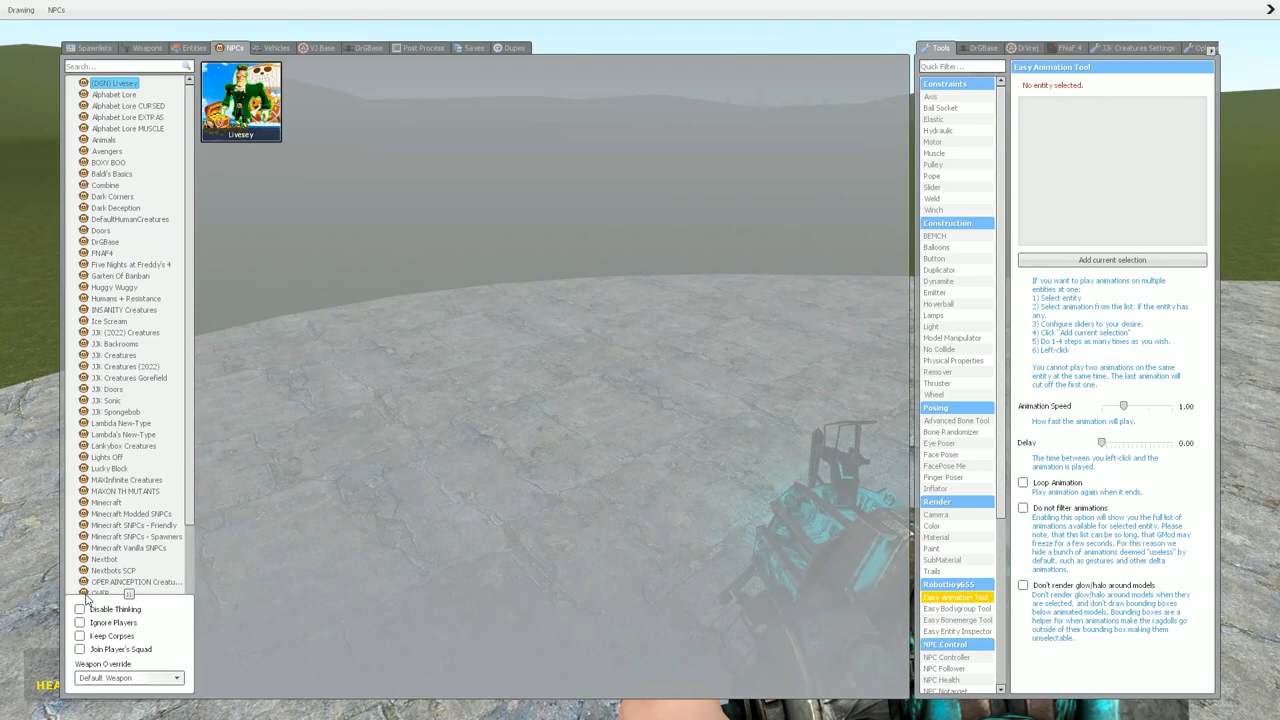 Drawing NPCs
Spawnlists Weapons Entities NPCs Vehicles VJ Base DrGBase Post Process Saves Dupes
Search...
(DGN) Livesey
Alphabet Lore
Alphabet Lore CURSED
Alphabet Lore EXTRAS
Alphabet Lore MUSCLE
Animals
Avengers
BOXY BOO
Baldi's Basics
Combine
Dark Corners
Dark Deception
DefaultHumanCreatures
Doors
DrGBase
FNAF4
Five Nights at Freddy's 4
Garten Of Banban
Huggy Wuggy
Humans + Resistance
INSANITY Creatures
Ice Scream
JJK (2022) Creatures
JJK Backrooms
JJK Creatures
JJK Creatures (2022)
JJK Creatures Gorefield
JJK Doors
JJK Sonic
JJK Spongebob
Lambda New-Type
Lambda's New-Type
Lankybox Creatures
Lights Off
Lucky Block
MAXInfinite Creatures
MAXON TH MUTANTS
Minecraft
Minecraft Modded SNPCs
Minecraft SNPCs - Friendly
Minecraft SNPCs - Spawners
Minecraft Vanilla SNPCs
Nextbot
Nextbots SCP
OPERAINCEPTION Creatu...
Disable Thinking
Ignore Players
Keep Corpses
Join Player's Squad
Weapon Override
Default Weapon
Livesey
Tools DrGBase DrVrej FNaF 4 JJK Creatures Settings
Quick Filter...
Constraints
Axis
Ball Socket
Elastic
Hydraulic
Motor
Muscle
Pulley
Rope
Slider
Weld
Winch
Construction
BEMCH
Balloons
Button
Duplicator
Dynamite
Emitter
Hoverball
Lamps
Light
Model Manipulator
No Collide
Physical Properties
Remover
Thruster
Wheel
Posing
Advanced Bone Tool
Bone Randomizer
Eye Poser
Face Poser
FacePose Me
Finger Poser
Inflator
Render
Camera
Color
Material
Paint
SubMaterial
Trails
Robotboy655
Easy Animation Tool
Easy Bodygroup Tool
Easy Bonemerge Tool
Easy Entity Inspector
NPC Control
NPC Controller
NPC Follower
NPC Health
NPC Notarget
Easy Animation Tool
No entity selected.
Add current selection
If you want to play animations on multiple
entities at one:
1) Select entity
2) Select animation from the list, if the entity has
any.
3) Configure sliders to your desire.
4) Click "Add current selection"
5) Do 1-4 steps as many times as you wish.
6) Left-click
You cannot play two animations on the same
entity at the same time. The last animation will
cut off the first one.
Animation Speed 1.00
How fast the animation will play.
Delay 0.00
The time between you left-click and the
animation is played.
Loop Animation
Play animation again when it ends.
Do not filter animations
Enabling this option will show you the full list of
animations available for selected entity. Please
note, that this list can be so long, that GMod may
freeze for a few seconds. For this reason we
hide a bunch of animations deemed "useless" by
default, such as gestures and other delta
animations.
Don't render glow/halo around models
Don't render glow/halo around models when they
are selected, and don't draw bounding boxes
below animated models. Bounding boxes are a
helper for when animations make the ragdolls go
outside of their bounding box making them
unselectable.